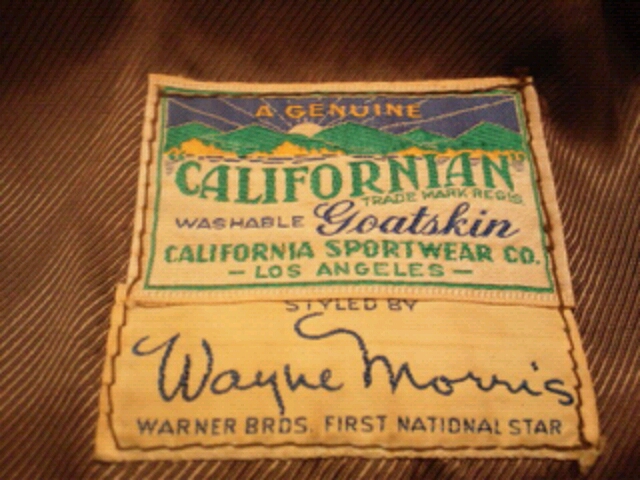 A GENUINE
"CALIFORNIAN"
TRADE MARK REGIS.
WASHABLE Goatskin
CALIFORNIA SPORTWEAR CO.
- LOS ANGELES -
STYLED BY
Wayne Morris
WARNER BROS. FIRST NATIONAL STAR